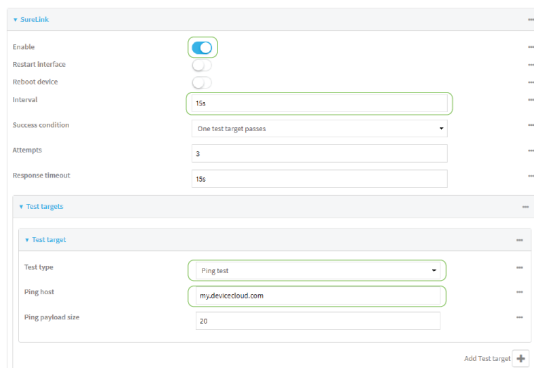 SureLink
Enable
Restart interface
Reboot device
Interval 15s
Success condition One test target passes
Attempts 3
Response timeout 15s
Test targets
Test target
Test type Ping test
Ping host my.devicecloud.com
Ping payload size 20
Add Test target